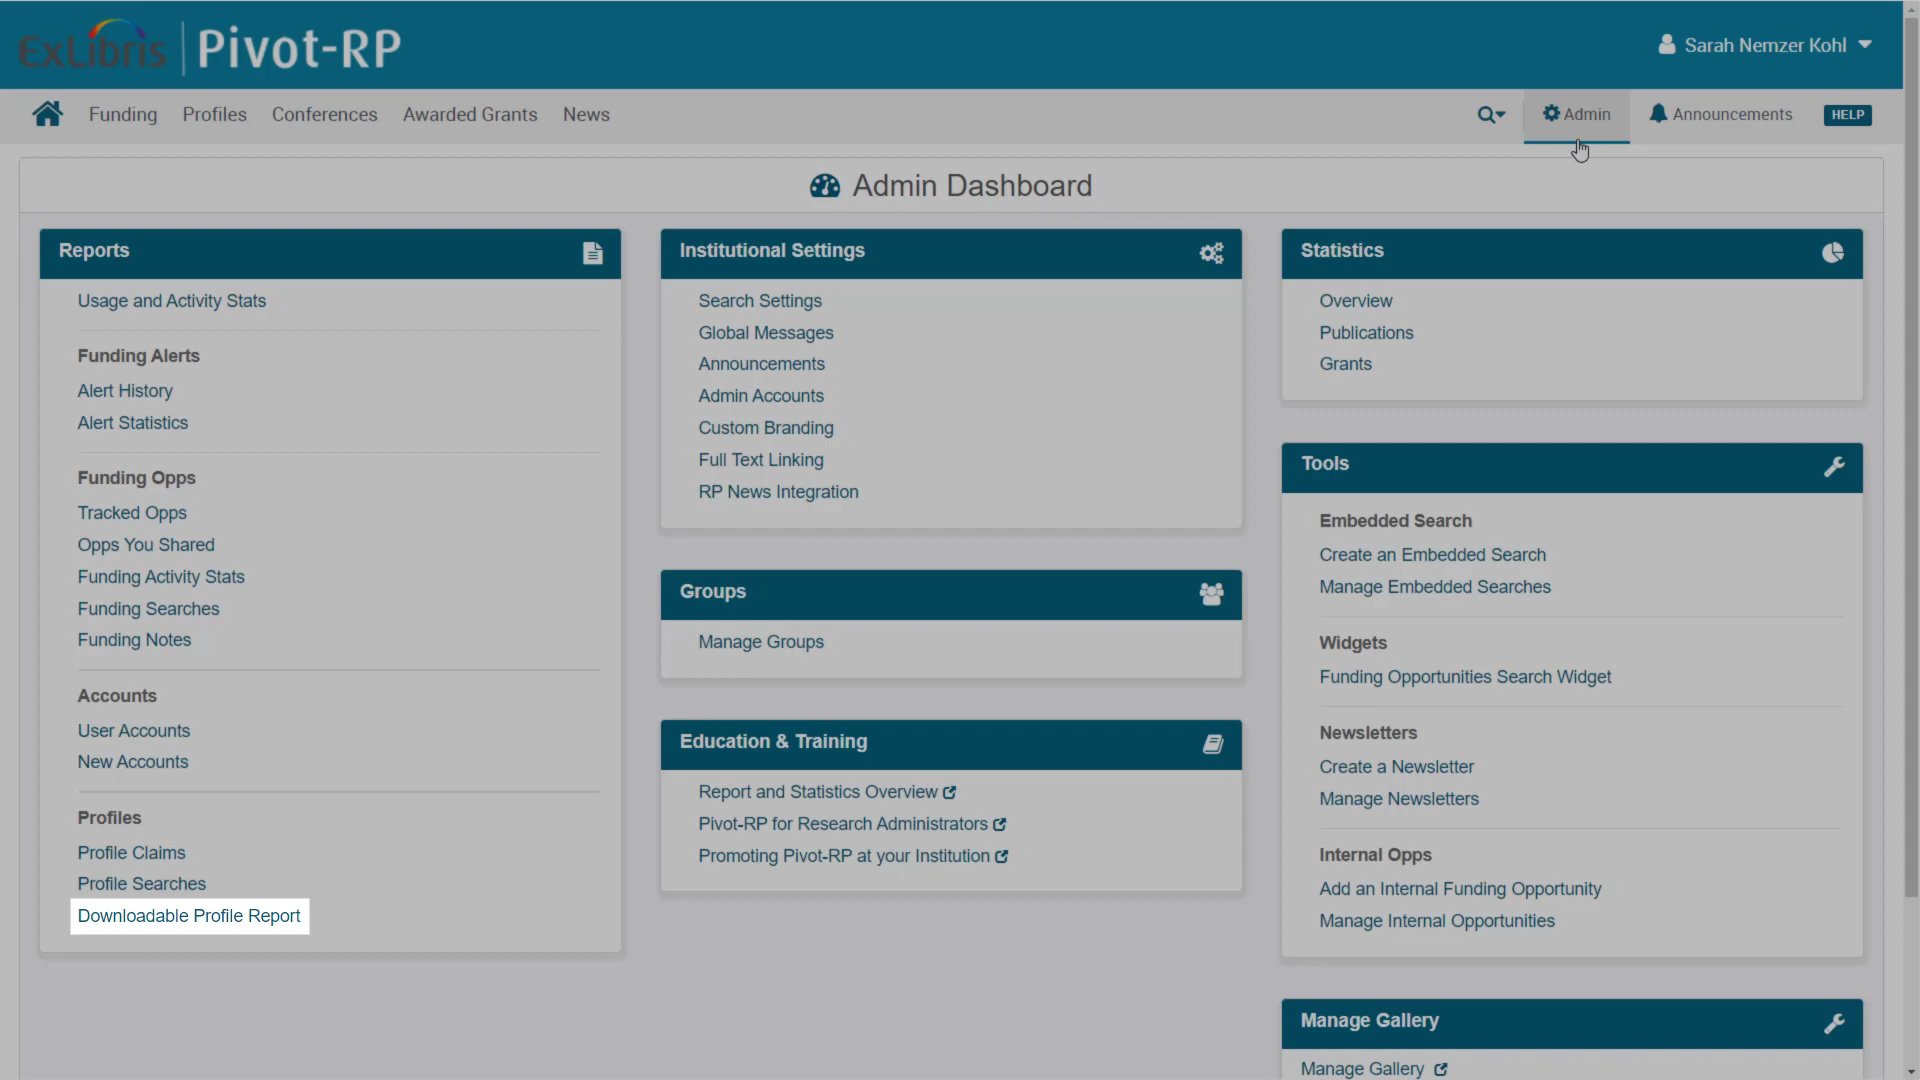 ExLibris Pivot-RP
Sarah Nemzer Kohl
Funding Profiles Conferences Awarded Grants News
Admin Announcements HELP
Admin Dashboard
Reports
Usage and Activity Stats
Funding Alerts
Alert History
Alert Statistics
Funding Opps
Tracked Opps
Opps You Shared
Funding Activity Stats
Funding Searches
Funding Notes
Accounts
User Accounts
New Accounts
Profiles
Profile Claims
Profile Searches
Downloadable Profile Report
Institutional Settings
Search Settings
Global Messages
Announcements
Admin Accounts
Custom Branding
Full Text Linking
RP News Integration
Groups
Manage Groups
Education & Training
Report and Statistics Overview
Pivot-RP for Research Administrators
Promoting Pivot-RP at your Institution
Statistics
Overview
Publications
Grants
Tools
Embedded Search
Create an Embedded Search
Manage Embedded Searches
Widgets
Funding Opportunities Search Widget
Newsletters
Create a Newsletter
Manage Newsletters
Internal Opps
Add an Internal Funding Opportunity
Manage Internal Opportunities
Manage Gallery
Manage Gallery